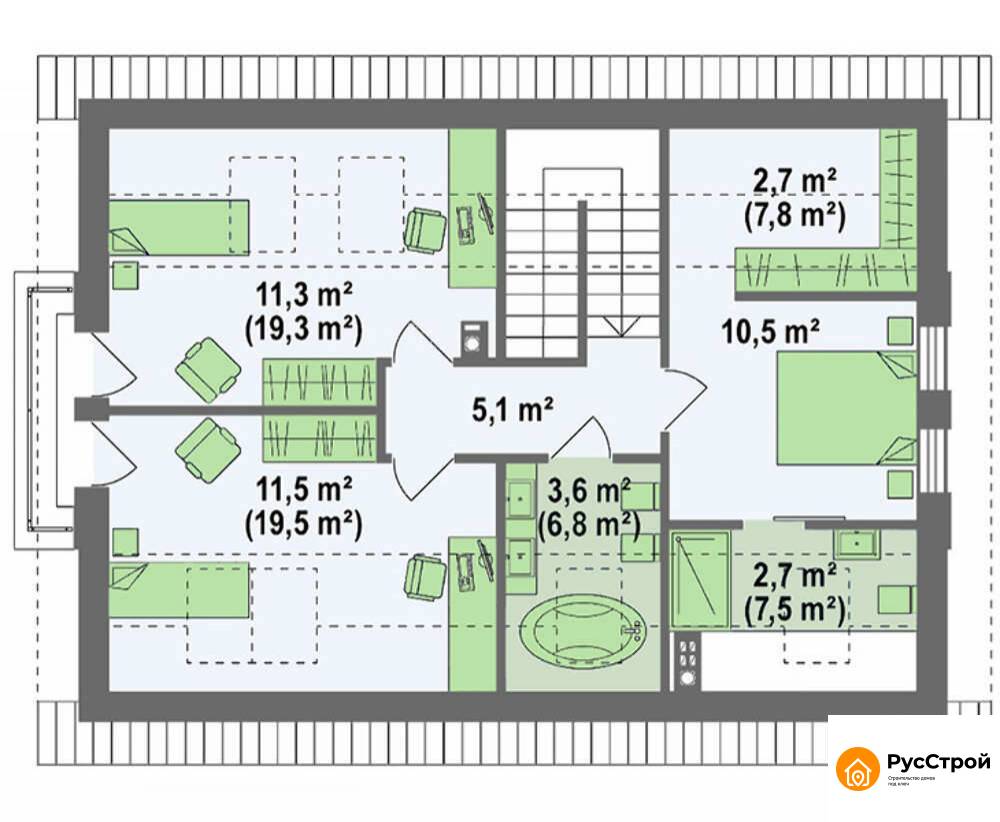 2,7 m²
(7,8 m²)
11,3 m²
(19,3 m²)
10,5 m²
5,1 m²
11,5 m²
(19,5 m²)
3,6 m²
(6,8 m²)
2,7 m²
(7,5 m²)
РусСтрой
Строительство домов
под ключ